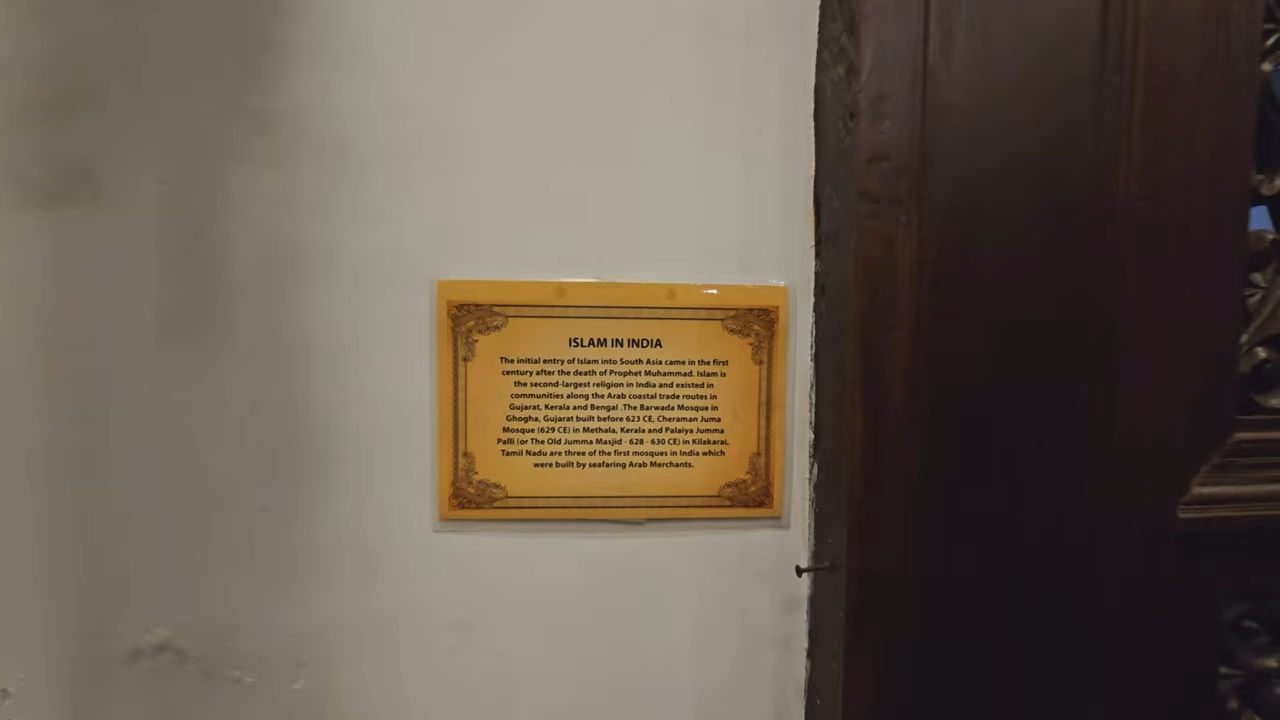 ISLAM IN INDIA
The initial entry of Islam into South Asia came in the first
century after the death of Prophet Muhammad. Islam is
the second-largest religion in India and existed in
communities along the Arab coastal trade routes in
Gujarat, Kerala and Bengal .The Barwada Mosque in
Ghogha, Gujarat built before 623 CE, Cheraman Juma
Mosque (629 CE) in Methala, Kerala and Palaiya Jumma
Palli (or The Old Jumma Masjid - 628 - 630 CE) in Kilakarai,
Tamil Nadu are three of the first mosques in India which
were built by seafaring Arab Merchants.